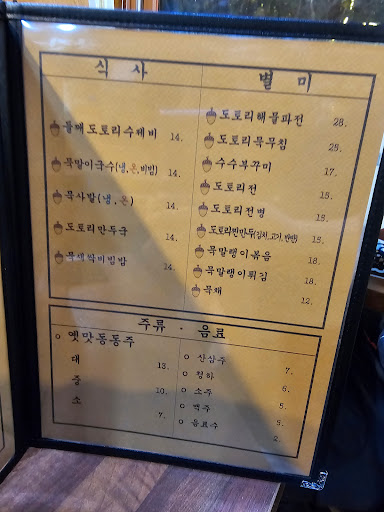 식 사
들깨 도토리수제비 14.
묵말이국수(냉,온,비빔) 14.
묵사발(냉,온) 14.
도토리만두국 14.
묵새싹비빔밥 14.
별 미
도토리해물파전 25.
도토리묵무침 25.
수수부꾸미 17.
도토리전 15.
도토리전병 15.
도토리찐만두(김치,고기,반반) 15.
묵말랭이볶음 18.
묵말랭이튀김 18.
묵채 12.
주류 · 음료
옛맛동동주
대 13.
중 10.
소 7.
산삼주 7.
청하 6.
소주 5.
맥주 5.
음료수 2.